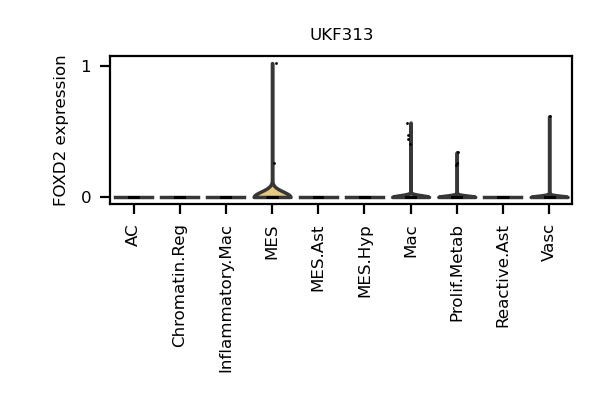 UKF313
FOXD2 expression
1
0
AC
Chromatin.Reg
Inflammatory.Mac
MES
MES.Ast
MES.Hyp
Mac
Prolif.Metab
Reactive.Ast
Vasc